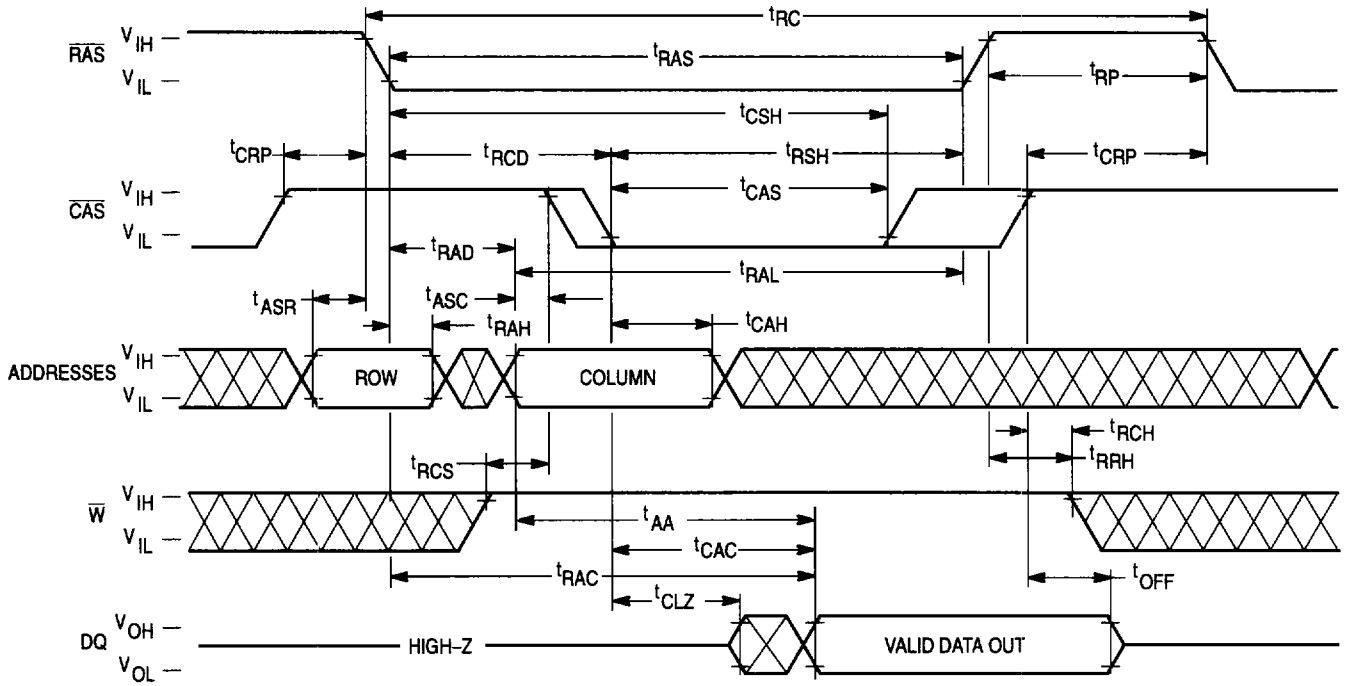 tRC
RAS
VIH
VIL
tRAS
tRP
tCSH
tCRP
tRCD
tRSH
tCRP
CAS
VIH
VIL
tCAS
tRAD
tRAL
tASR
tASC
tRAH
tCAH
ADDRESSES
VIH
VIL
ROW
COLUMN
tRCH
tRRH
tRCS
W
VIH
VIL
tAA
tCAC
tRAC
tOFF
tCLZ
DQ
VOH
VOL
HIGH–Z
VALID DATA OUT